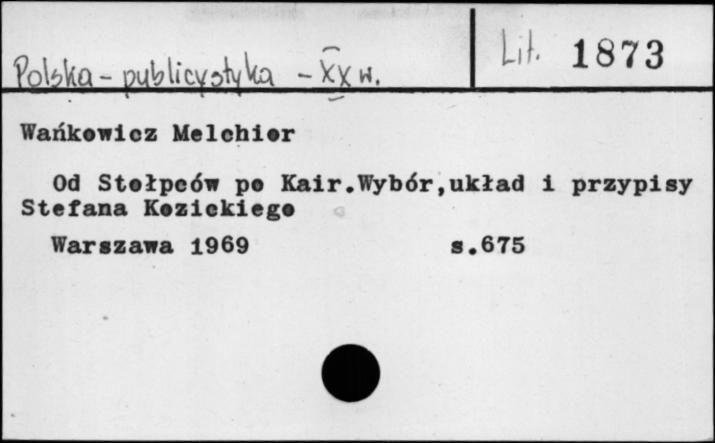 Polska - publicystyka - XX w.
Lit. 1873
Wańkowicz Melchior
Od Stołpców po Kair.Wybór,układ i przypisy
Stefana Kozickiego
Warszawa 1969 s.675